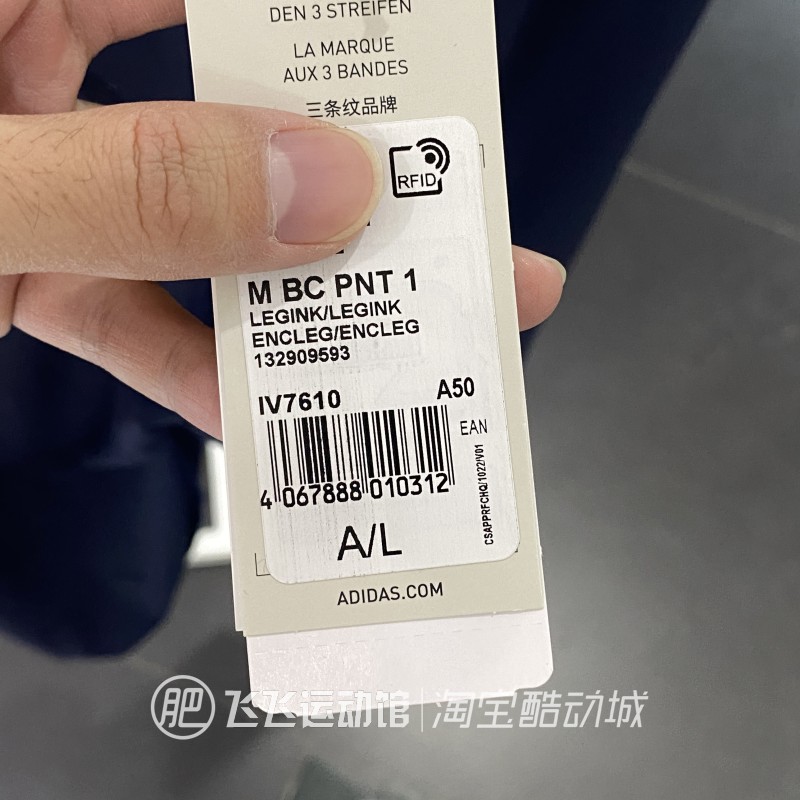 DEN 3 STREIFEN
LA MARQUE
AUX 3 BANDES
三条纹品牌
RFID
M BC PNT 1
LEGINK/LEGINK
ENCLEG/ENCLEG
132909593
IV7610
A50
EAN
4 067888 010312
CSAPPRFCHQ/1022/V01
A/L
ADIDAS.COM
肥 飞飞运动馆 | 淘宝酷动城